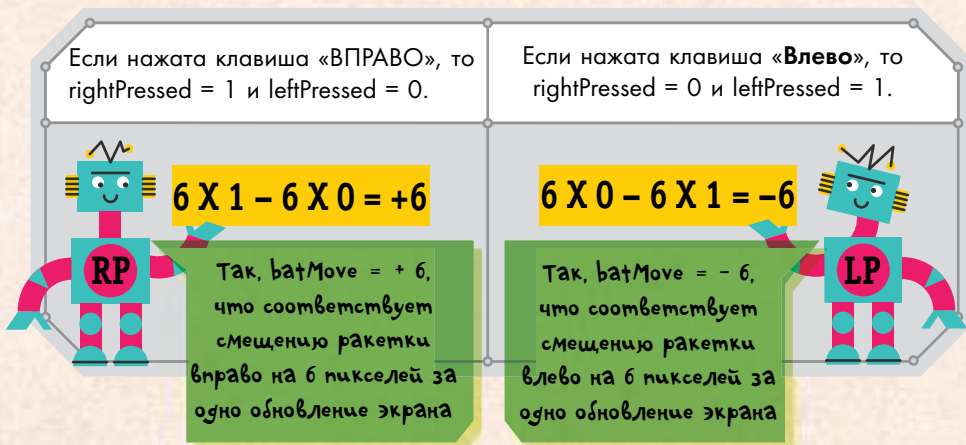 Если нажата клавиша «ВПРАВО», то
rightPressed = 1 и leftPressed = 0.
Если нажата клавиша «Влево», то
rightPressed = 0 и leftPressed = 1.
6 X 1 – 6 X 0 = +6
6 X 0 – 6 X 1 = –6
RP
Так, batMove = + 6,
что соответствует
смещению ракетки
вправо на 6 пикселей за
одно обновление экрана
Так, batMove = – 6,
что соответствует
смещению ракетки
влево на 6 пикселей за
одно обновление экрана
LP